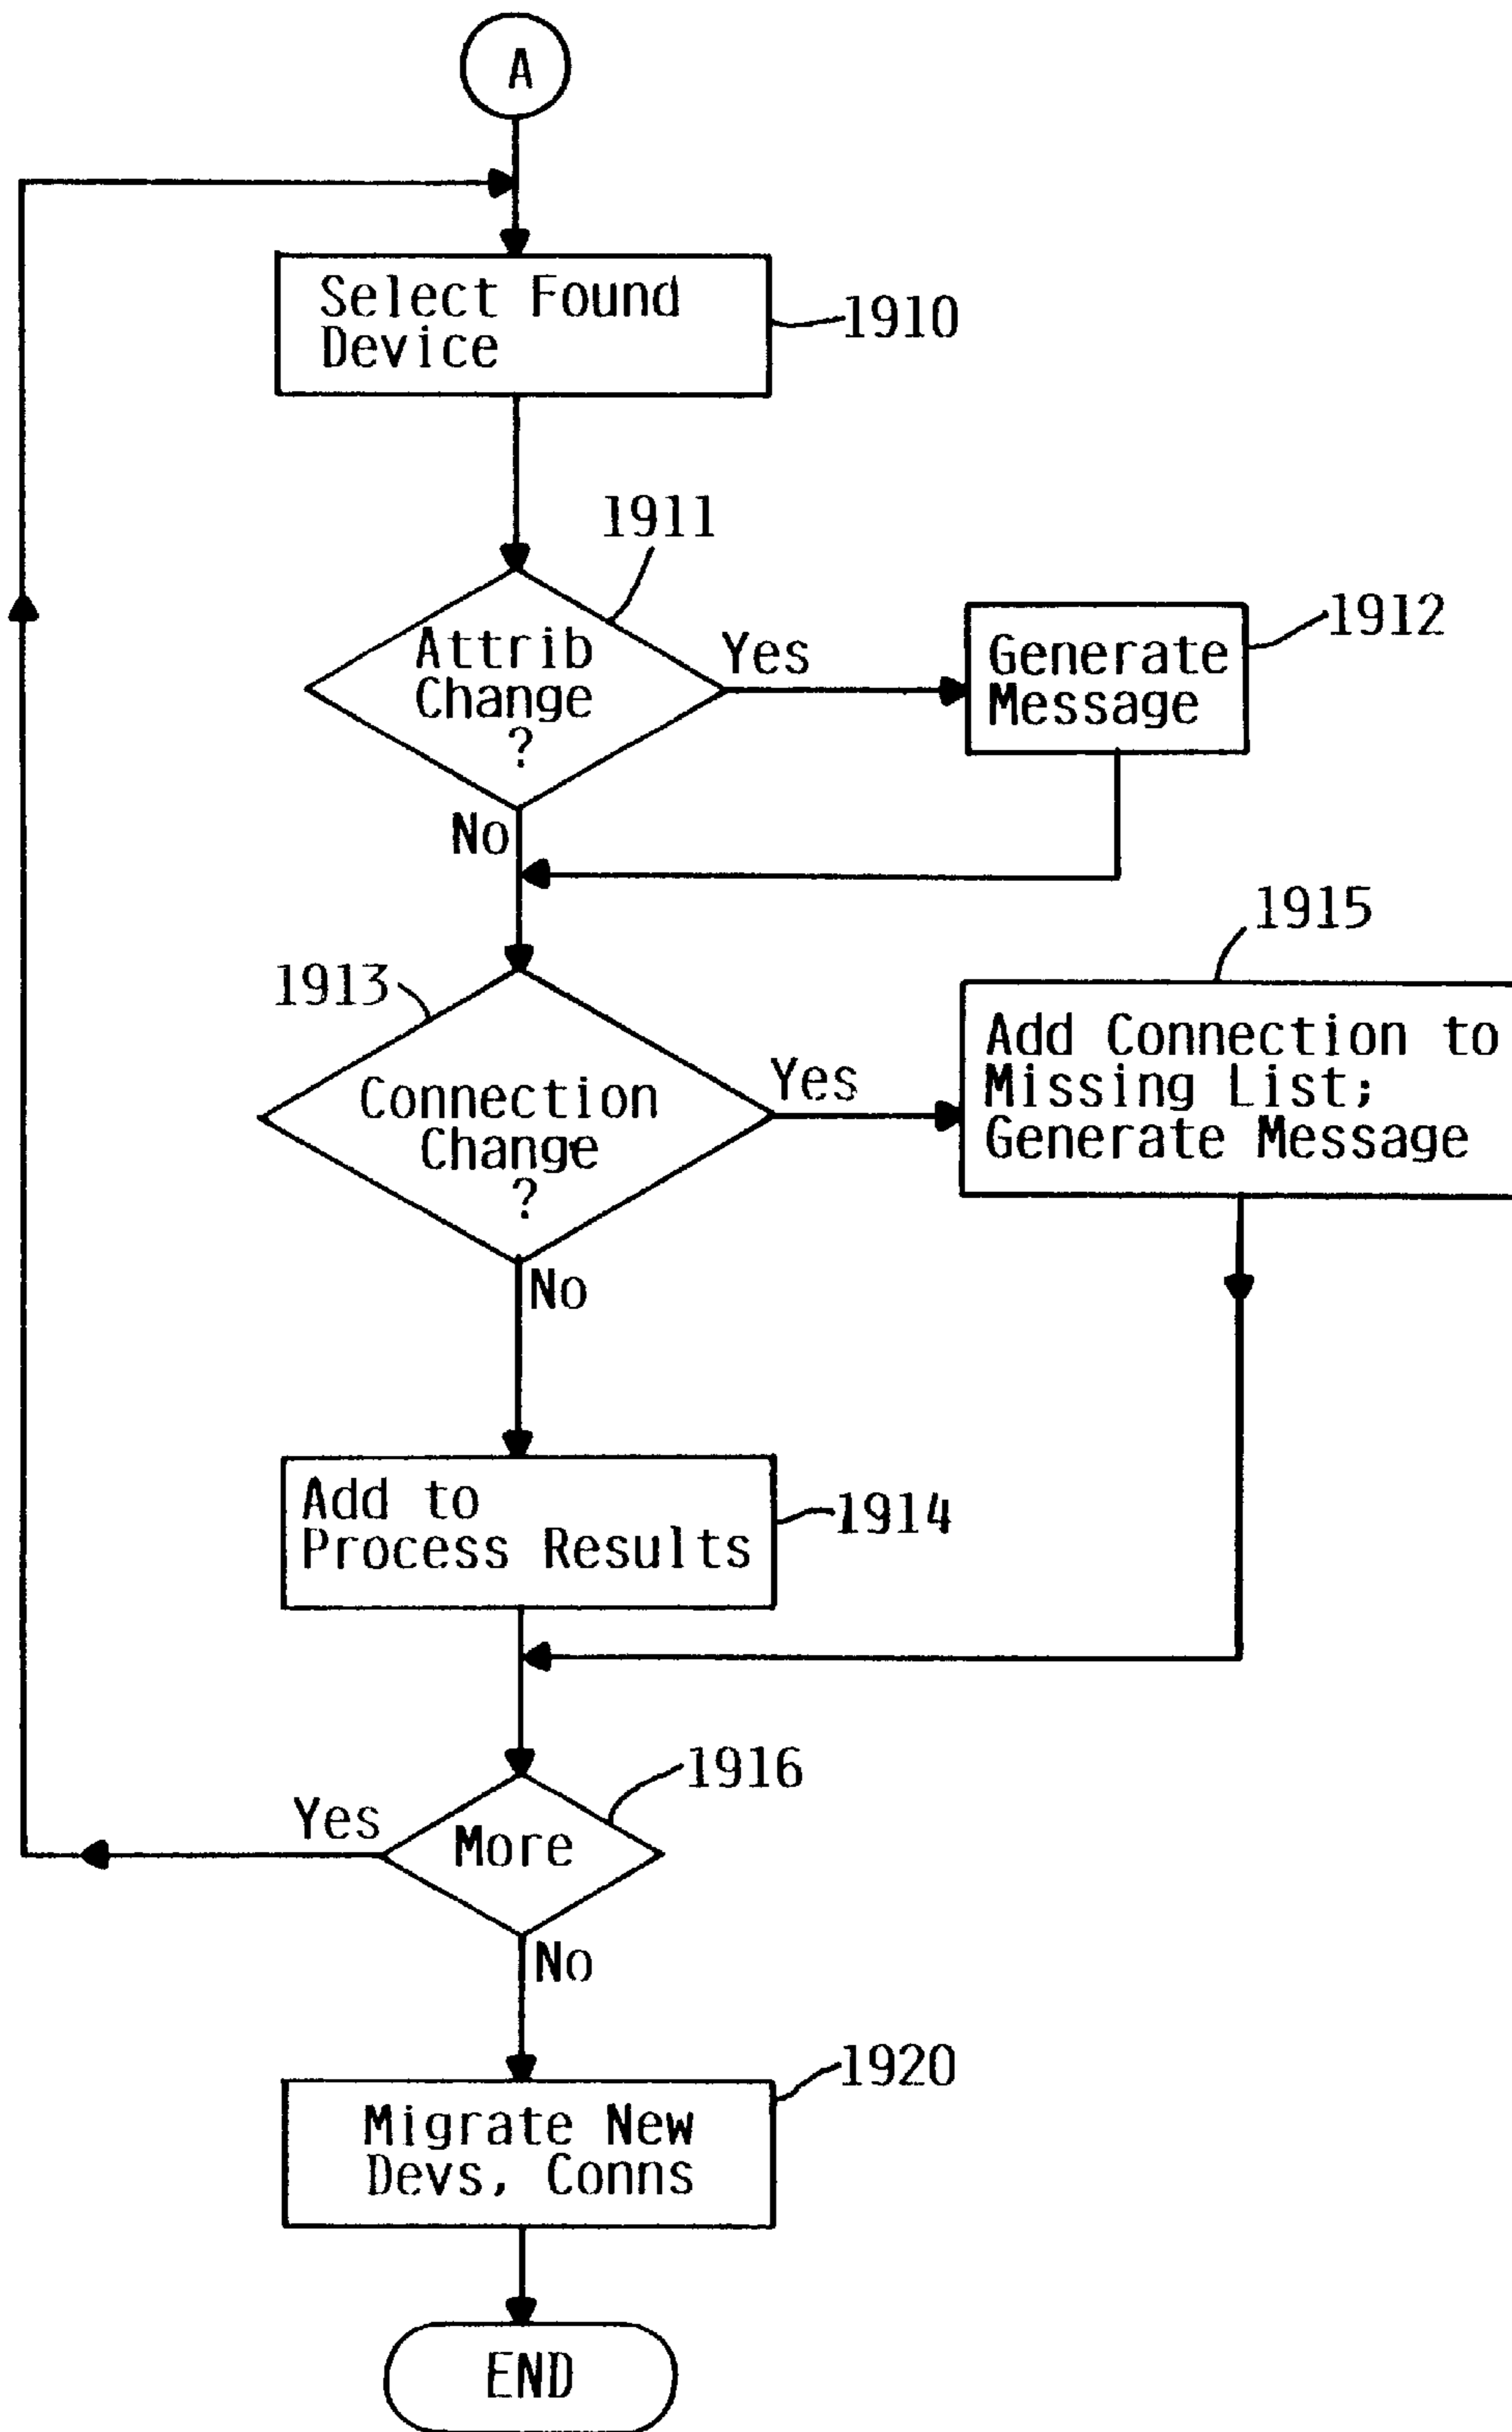 A
Select Found
Device
1910
1911
Attrib
Change
?
Yes
Generate
Message
1912
No
1913
Connection
Change
?
Yes
1915
Add Connection to
Missing List;
Generate Message
No
Add to
Process Results
1914
1916
Yes
More
No
1920
Migrate New
Devs, Conns
END